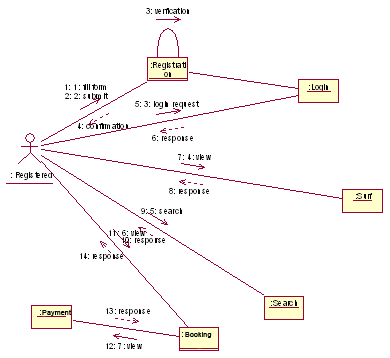 3: verification
: Registrati
on
: Login
1: 1: fill form
2: 2: submit
5: 3: login request
4: confirmation
6: response
7: 4: view
8: response
: Registered
: Surf
9: 5: search
11: 6: view
10: response
14: response
: Search
: Payment
13: response
: Booking
12: 7: view